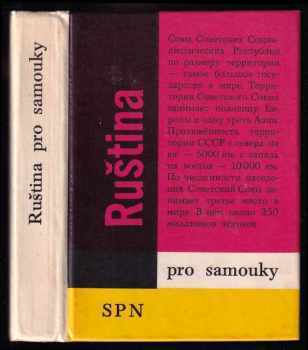 Ruština pro samouky
Ruština
Союз Советских Социа-
листических Республик
по размеру территории
— самое большое госу-
дарство в мире. Терри-
тория Советского Союза
занимает половину Ев-
ропы и одну треть Азии.
Протяжённость терри-
тории СССР с севера на
юг — 5000 км, с запада
на восток — 10000 км.
По численности населе-
ния Советский Союз за-
нимает третье место в
мире. В нём около 250
миллионов жителей
pro samouky
SPN